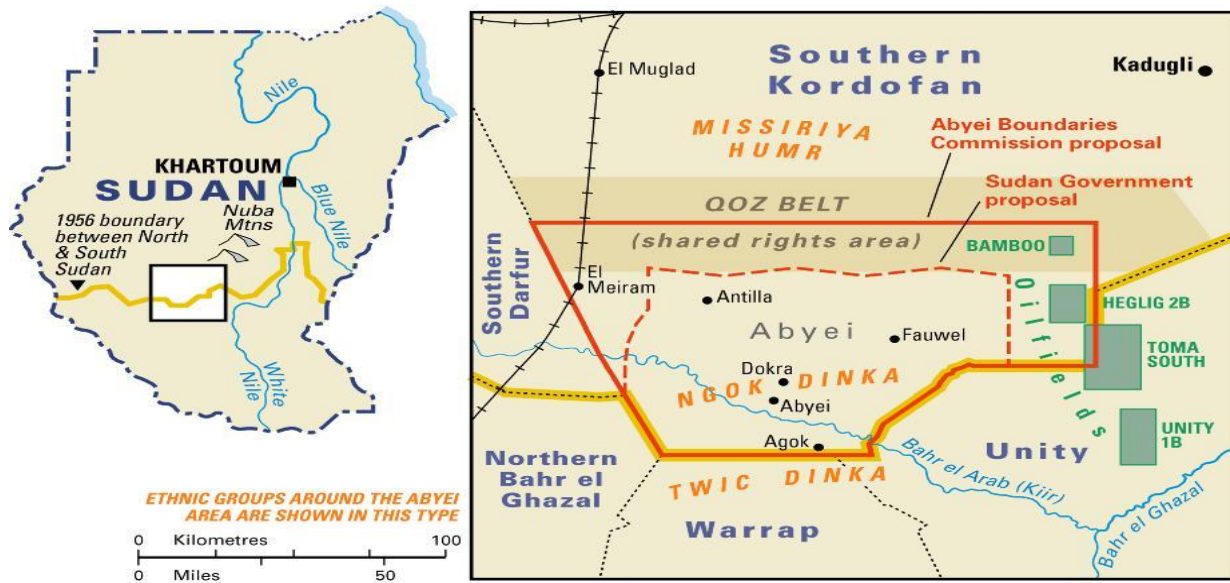 Nile
KHARTOUM
SUDAN
Blue Nile
1956 boundary
between North
& South
Sudan
Nuba
Mtns
White
Nile
ETHNIC GROUPS AROUND THE ABYEI
AREA ARE SHOWN IN THIS TYPE
0 Kilometres 100
0 Miles 50
El Muglad
Southern
Kordofan
Kadugli
MISSIRIYA
HUMR
Abyei Boundaries
Commission proposal
Sudan Government
proposal
QOZ BELT
(shared rights area)
BAMBOO
Southern
Darfur
El
Meiram
Antilla
Abyei
Fauwel
Oilfields
HEGLIG 2B
TOMA
SOUTH
Dokra
NGOK DINKA
Abyei
Agok
UNITY
1B
Northern
Bahr el
Ghazal
TWIC DINKA
Bahr el Arab (Kiir)
Unity
Warrap
Bahr el Ghazal